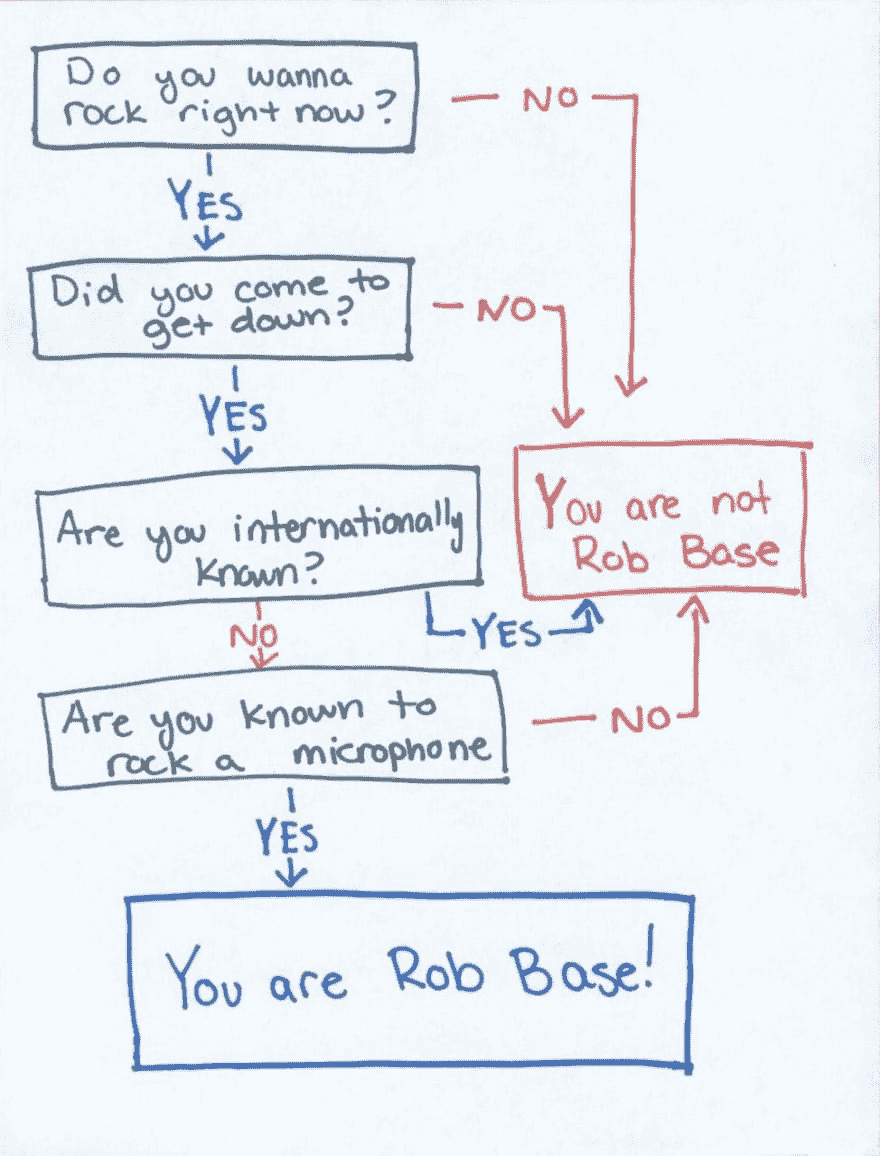 Do you wanna
rock right now?
NO
YES
Did you come to
get down?
NO
YES
Are you internationally
known?
You are not
Rob Base
NO
YES
Are you known to
rock a microphone
NO
YES
You are Rob Base!